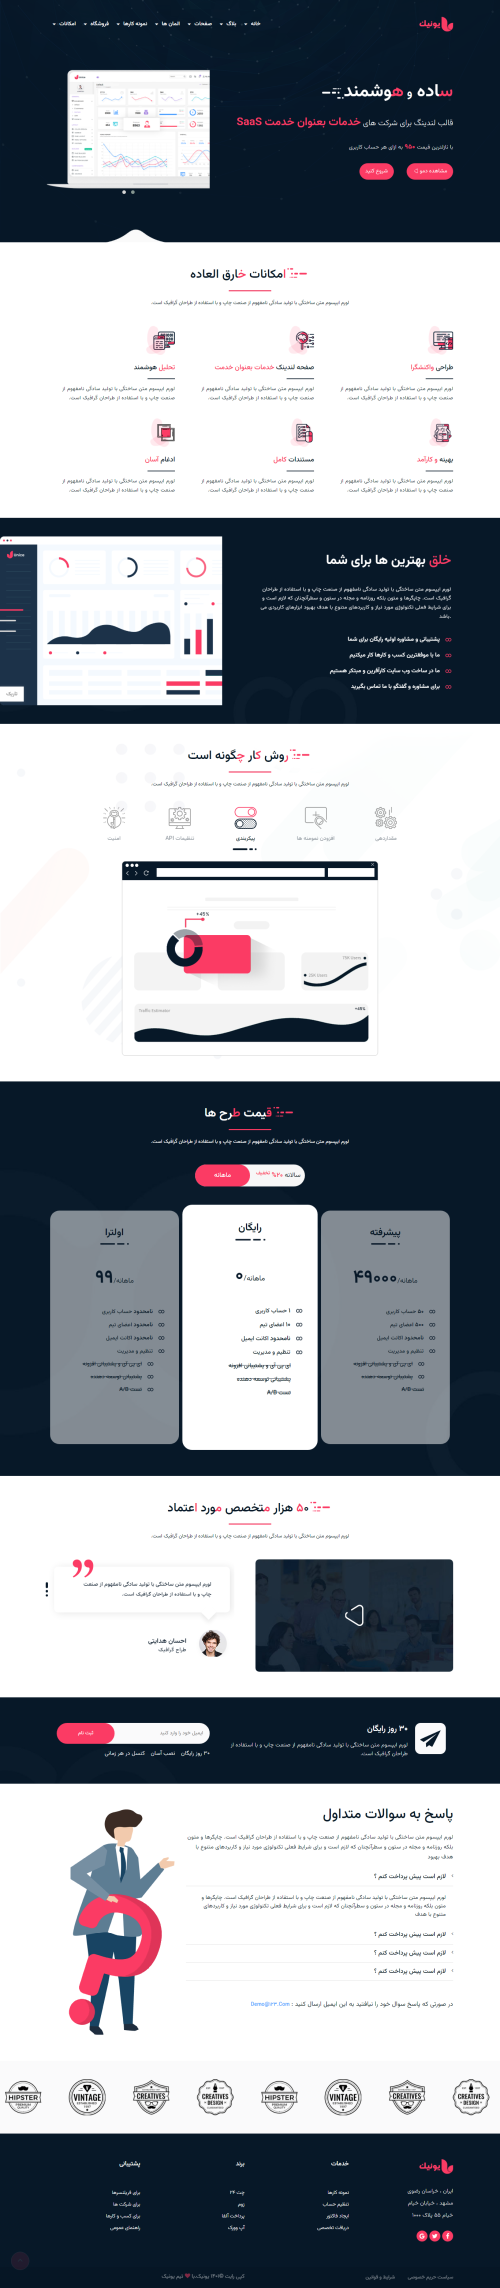 یونیک
خانه
بلاگ
صفحات
المان ها
نمونه کارها
فروشگاه
امکانات
ساده و هوشمند
قالب لندینگ برای شرکت های خدمات بعنوان خدمت SaaS
با نازلترین قیمت ۵۰% به ازای هر حساب کاربری
مشاهده دمو
شروع کنید
امکانات خارق العاده
لورم ایپسوم متن ساختگی با تولید سادگی نامفهوم از صنعت چاپ و با استفاده از طراحان گرافیک است.
طراحی واکنشگرا
لورم ایپسوم متن ساختگی با تولید سادگی نامفهوم از
صنعت چاپ و با استفاده از طراحان گرافیک است.
صفحه لندینگ خدمات بعنوان خدمت
لورم ایپسوم متن ساختگی با تولید سادگی نامفهوم از
صنعت چاپ و با استفاده از طراحان گرافیک است.
تحلیل هوشمند
لورم ایپسوم متن ساختگی با تولید سادگی نامفهوم از
صنعت چاپ و با استفاده از طراحان گرافیک است.
بهینه و کارآمد
لورم ایپسوم متن ساختگی با تولید سادگی نامفهوم از
صنعت چاپ و با استفاده از طراحان گرافیک است.
مستندات کامل
لورم ایپسوم متن ساختگی با تولید سادگی نامفهوم از
صنعت چاپ و با استفاده از طراحان گرافیک است.
ادغام آسان
لورم ایپسوم متن ساختگی با تولید سادگی نامفهوم از
صنعت چاپ و با استفاده از طراحان گرافیک است.
خلق بهترین ها برای شما
لورم ایپسوم متن ساختگی با تولید سادگی نامفهوم از صنعت چاپ و با استفاده از طراحان
گرافیک است. چاپگرها و متون بلکه روزنامه و مجله در ستون و سطرآنچنان که لازم است و
برای شرایط فعلی تکنولوژی مورد نیاز و کاربردهای متنوع با هدف بهبود ابزارهای کاربردی می
باشد.
پشتیبانی و مشاوره اولیه رایگان برای شما
ما با موفقترین کسب و کارها کار میکنیم
ما در ساخت وب سایت کارآفرین و مبتکر هستیم
برای مشاوره و گفتگو با ما تماس بگیرید
روش کار چگونه است
لورم ایپسوم متن ساختگی با تولید سادگی نامفهوم از صنعت چاپ و با استفاده از طراحان گرافیک است.
افزودن نمونه ها
پیکربندی
تنظیمات API
امنیت
+45%
Traffic Estimator
قیمت طرح ها
لورم ایپسوم متن ساختگی با تولید سادگی نامفهوم از صنعت چاپ و با استفاده از طراحان گرافیک است.
سالانه ۲۰% تخفیف
ماهانه
پیشرفته
ماهانه/۴۹۰۰۰
۵۰ حساب کاربری
۵۰۰ اعضای تیم
نامحدود اکانت ایمیل
تنظیم و مدیریت
ای پی آی و پشتیبانی افزونه
پشتیبانی توسعه دهنده
تست A/B
رایگان
ماهانه/۰
۱ حساب کاربری
۱۰ اعضای تیم
نامحدود اکانت ایمیل
تنظیم و مدیریت
ای پی آی و پشتیبانی افزونه
پشتیبانی توسعه دهنده
تست A/B
اولترا
ماهانه/۹۹
نامحدود حساب کاربری
نامحدود اعضای تیم
نامحدود اکانت ایمیل
تنظیم و مدیریت
ای پی آی و پشتیبانی افزونه
پشتیبانی توسعه دهنده
تست A/B
۵۰ هزار متخصص مورد اعتماد
لورم ایپسوم متن ساختگی با تولید سادگی نامفهوم از صنعت چاپ و با استفاده از طراحان گرافیک است.
لورم ایپسوم متن ساختگی با تولید سادگی نامفهوم از صنعت
چاپ و با استفاده از طراحان گرافیک است.
احسان هدایتی
طراح گرافیک
۳۰ روز رایگان
لورم ایپسوم متن ساختگی با تولید سادگی نامفهوم از صنعت چاپ و با استفاده از
طراحان گرافیک است.
ایمیل خود را وارد کنید
ثبت نام
۳۰ روز رایگان
نصب آسان
کنسل در هر زمانی
پاسخ به سوالات متداول
لورم ایپسوم متن ساختگی با تولید سادگی نامفهوم از صنعت چاپ و با استفاده از طراحان گرافیک است. چاپگرها و متون
بلکه روزنامه و مجله در ستون و سطرآنچنان که لازم است و برای شرایط فعلی تکنولوژی مورد نیاز و کاربردهای متنوع با
هدف بهبود
لازم است پیش پرداخت کنم ؟
لورم ایپسوم متن ساختگی با تولید سادگی نامفهوم از صنعت چاپ و با استفاده از طراحان گرافیک است. چاپگرها و
متون بلکه روزنامه و مجله در ستون و سطرآنچنان که لازم است و برای شرایط فعلی تکنولوژی مورد نیاز و کاربردهای
متنوع با هدف
لازم است پیش پرداخت کنم ؟
لازم است پیش پرداخت کنم ؟
لازم است پیش پرداخت کنم ؟
در صورتی که پاسخ سوال خود را نیافتید به این ایمیل ارسال کنید : Demo@۱۲۳.Com
HIPSTER
VINTAGE
CREATIVES
CREATIVES
DESIGN
HIPSTER
VINTAGE
CREATIVES
CREATIVES
DESIGN
یونیک
ایران ، خراسان رضوی
مشهد ، خیابان خیام
خیام ۵۵ پلاک ۱۰۰۰
خدمات
نمونه کارها
تنظیم حساب
ایجاد فاکتور
دریافت تخصصی
برند
چت ۲۴
زوم
پرداخت آلفا
آپ وورک
پشتیبانی
برای فریلنسرها
برای شرکت ها
برای کسب و کارها
راهنمای عمومی
سیاست حریم خصوصی
شرایط و قوانین
کپی رایت ©۱۴۰۵ یونیک.با ❤ تیم یونیک